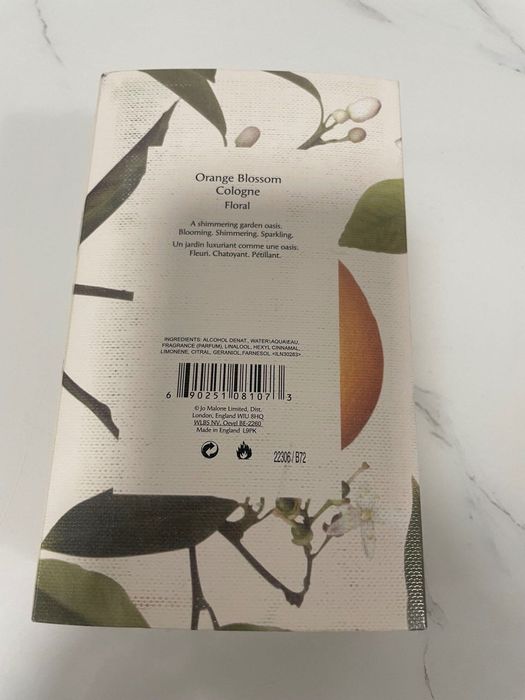 Orange Blossom
Cologne
Floral
A shimmering garden oasis.
Blooming. Shimmering. Sparkling.
Un jardin luxuriant comme une oasis.
Fleuri. Chatoyant. Pétillant.
INGREDIENTS: ALCOHOL DENAT., WATER\AQUA\EAU,
FRAGRANCE (PARFUM), LINALOOL, HEXYL CINNAMAL,
LIMONENE, CITRAL, GERANIOL, FARNESOL <ILN30283>
6 90251 08107 3
© Jo Malone Limited, Dist.
London, England W1U 8HQ
WLBS NV, Oevel BE-2260
Made in England L9PK
22306/B72